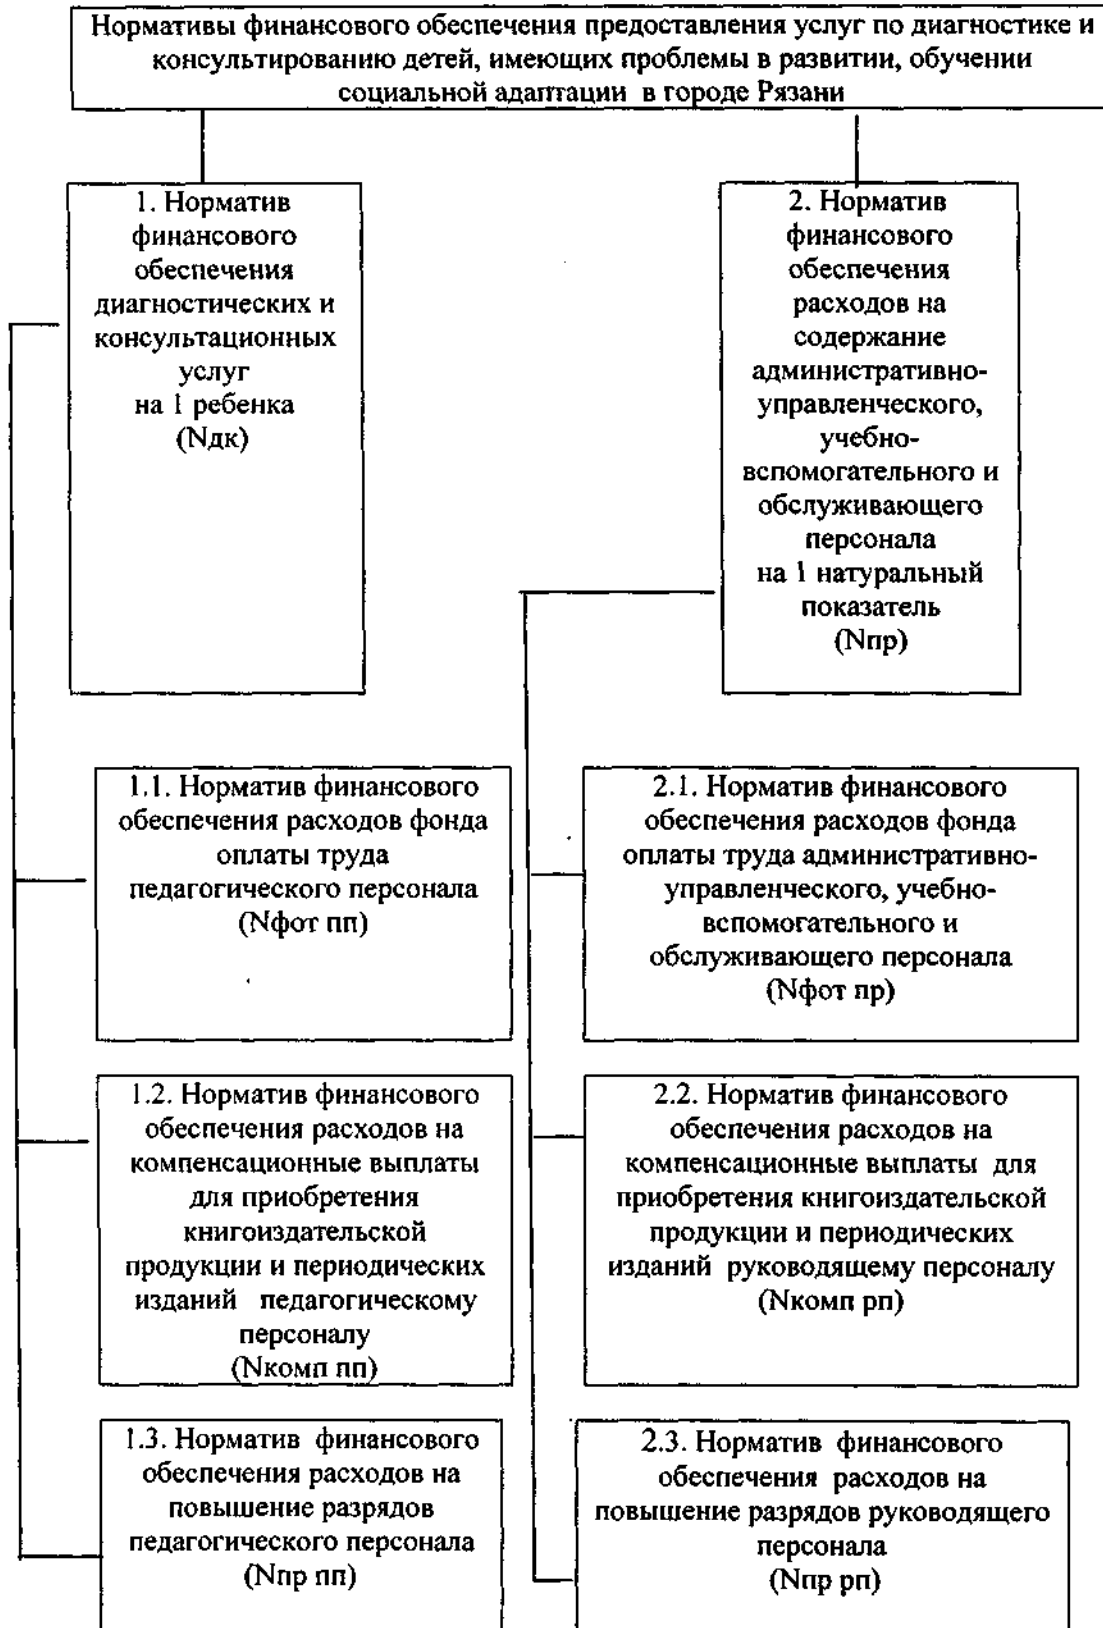 Нормативы финансового обеспечения предоставления услуг по диагностике и
консультированию детей, имеющих проблемы в развитии, обучении
социальной адаптации в городе Рязани
1. Норматив
финансового
обеспечения
диагностических и
консультационных
услуг
на 1 ребенка
(Nдк)
2. Норматив
финансового
обеспечения
расходов на
содержание
административно-
управленческого,
учебно-
вспомогательного и
обслуживающего
персонала
на 1 натуральный
показатель
(Nпр)
1.1. Норматив финансового
обеспечения расходов фонда
оплаты труда
педагогического персонала
(Nфот пп)
2.1. Норматив финансового
обеспечения расходов фонда
оплаты труда административно-
управленческого, учебно-
вспомогательного и
обслуживающего персонала
(Nфот пр)
1.2. Норматив финансового
обеспечения расходов на
компенсационные выплаты
для приобретения
книгоиздательской
продукции и периодических
изданий педагогическому
персоналу
(Nкомп пп)
2.2. Норматив финансового
обеспечения расходов на
компенсационные выплаты для
приобретения книгоиздательской
продукции и периодических
изданий руководящему персоналу
(Nкомп рп)
1.3. Норматив финансового
обеспечения расходов на
повышение разрядов
педагогического персонала
(Nпр пп)
2.3. Норматив финансового
обеспечения расходов на
повышение разрядов руководящего
персонала
(Nпр рп)